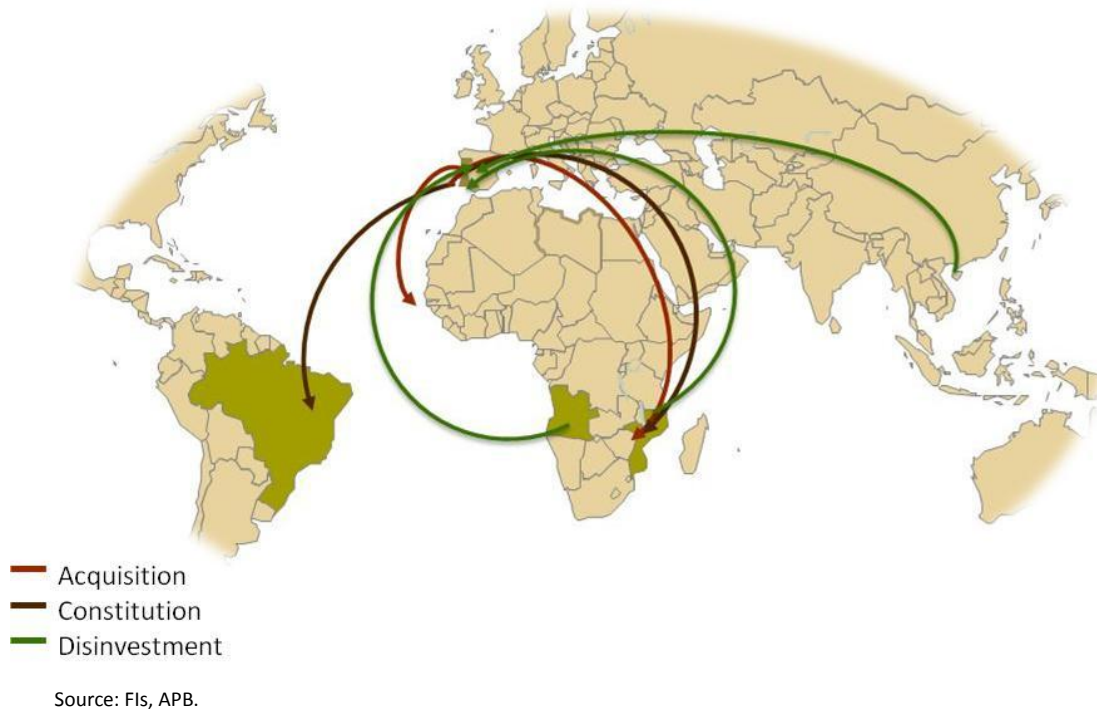 Acquisition
Constitution
Disinvestment
Source: FIs, APB.